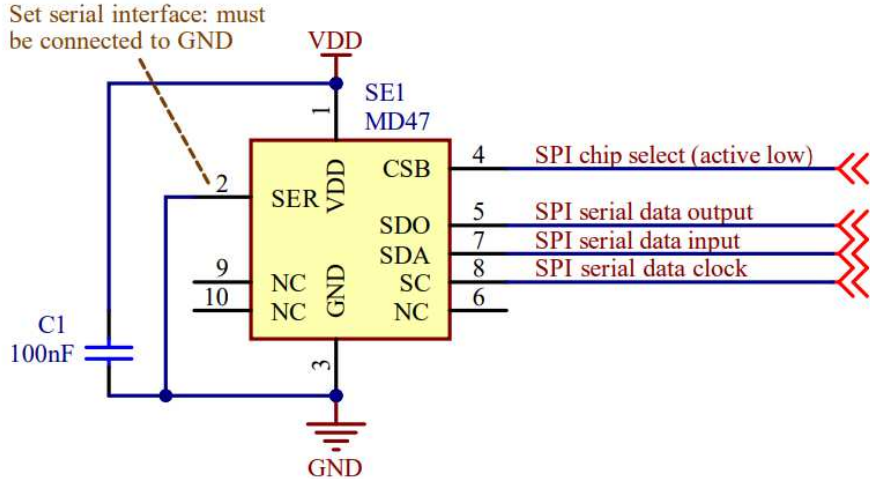 Set serial interface: must
be connected to GND
VDD
SE1
MD47
1
VDD
4
CSB
SPI chip select (active low)
2
SER
5
SDO
SPI serial data output
7
SDA
SPI serial data input
9
NC
8
SC
SPI serial data clock
10
NC
GND
6
NC
C1
100nF
3
GND